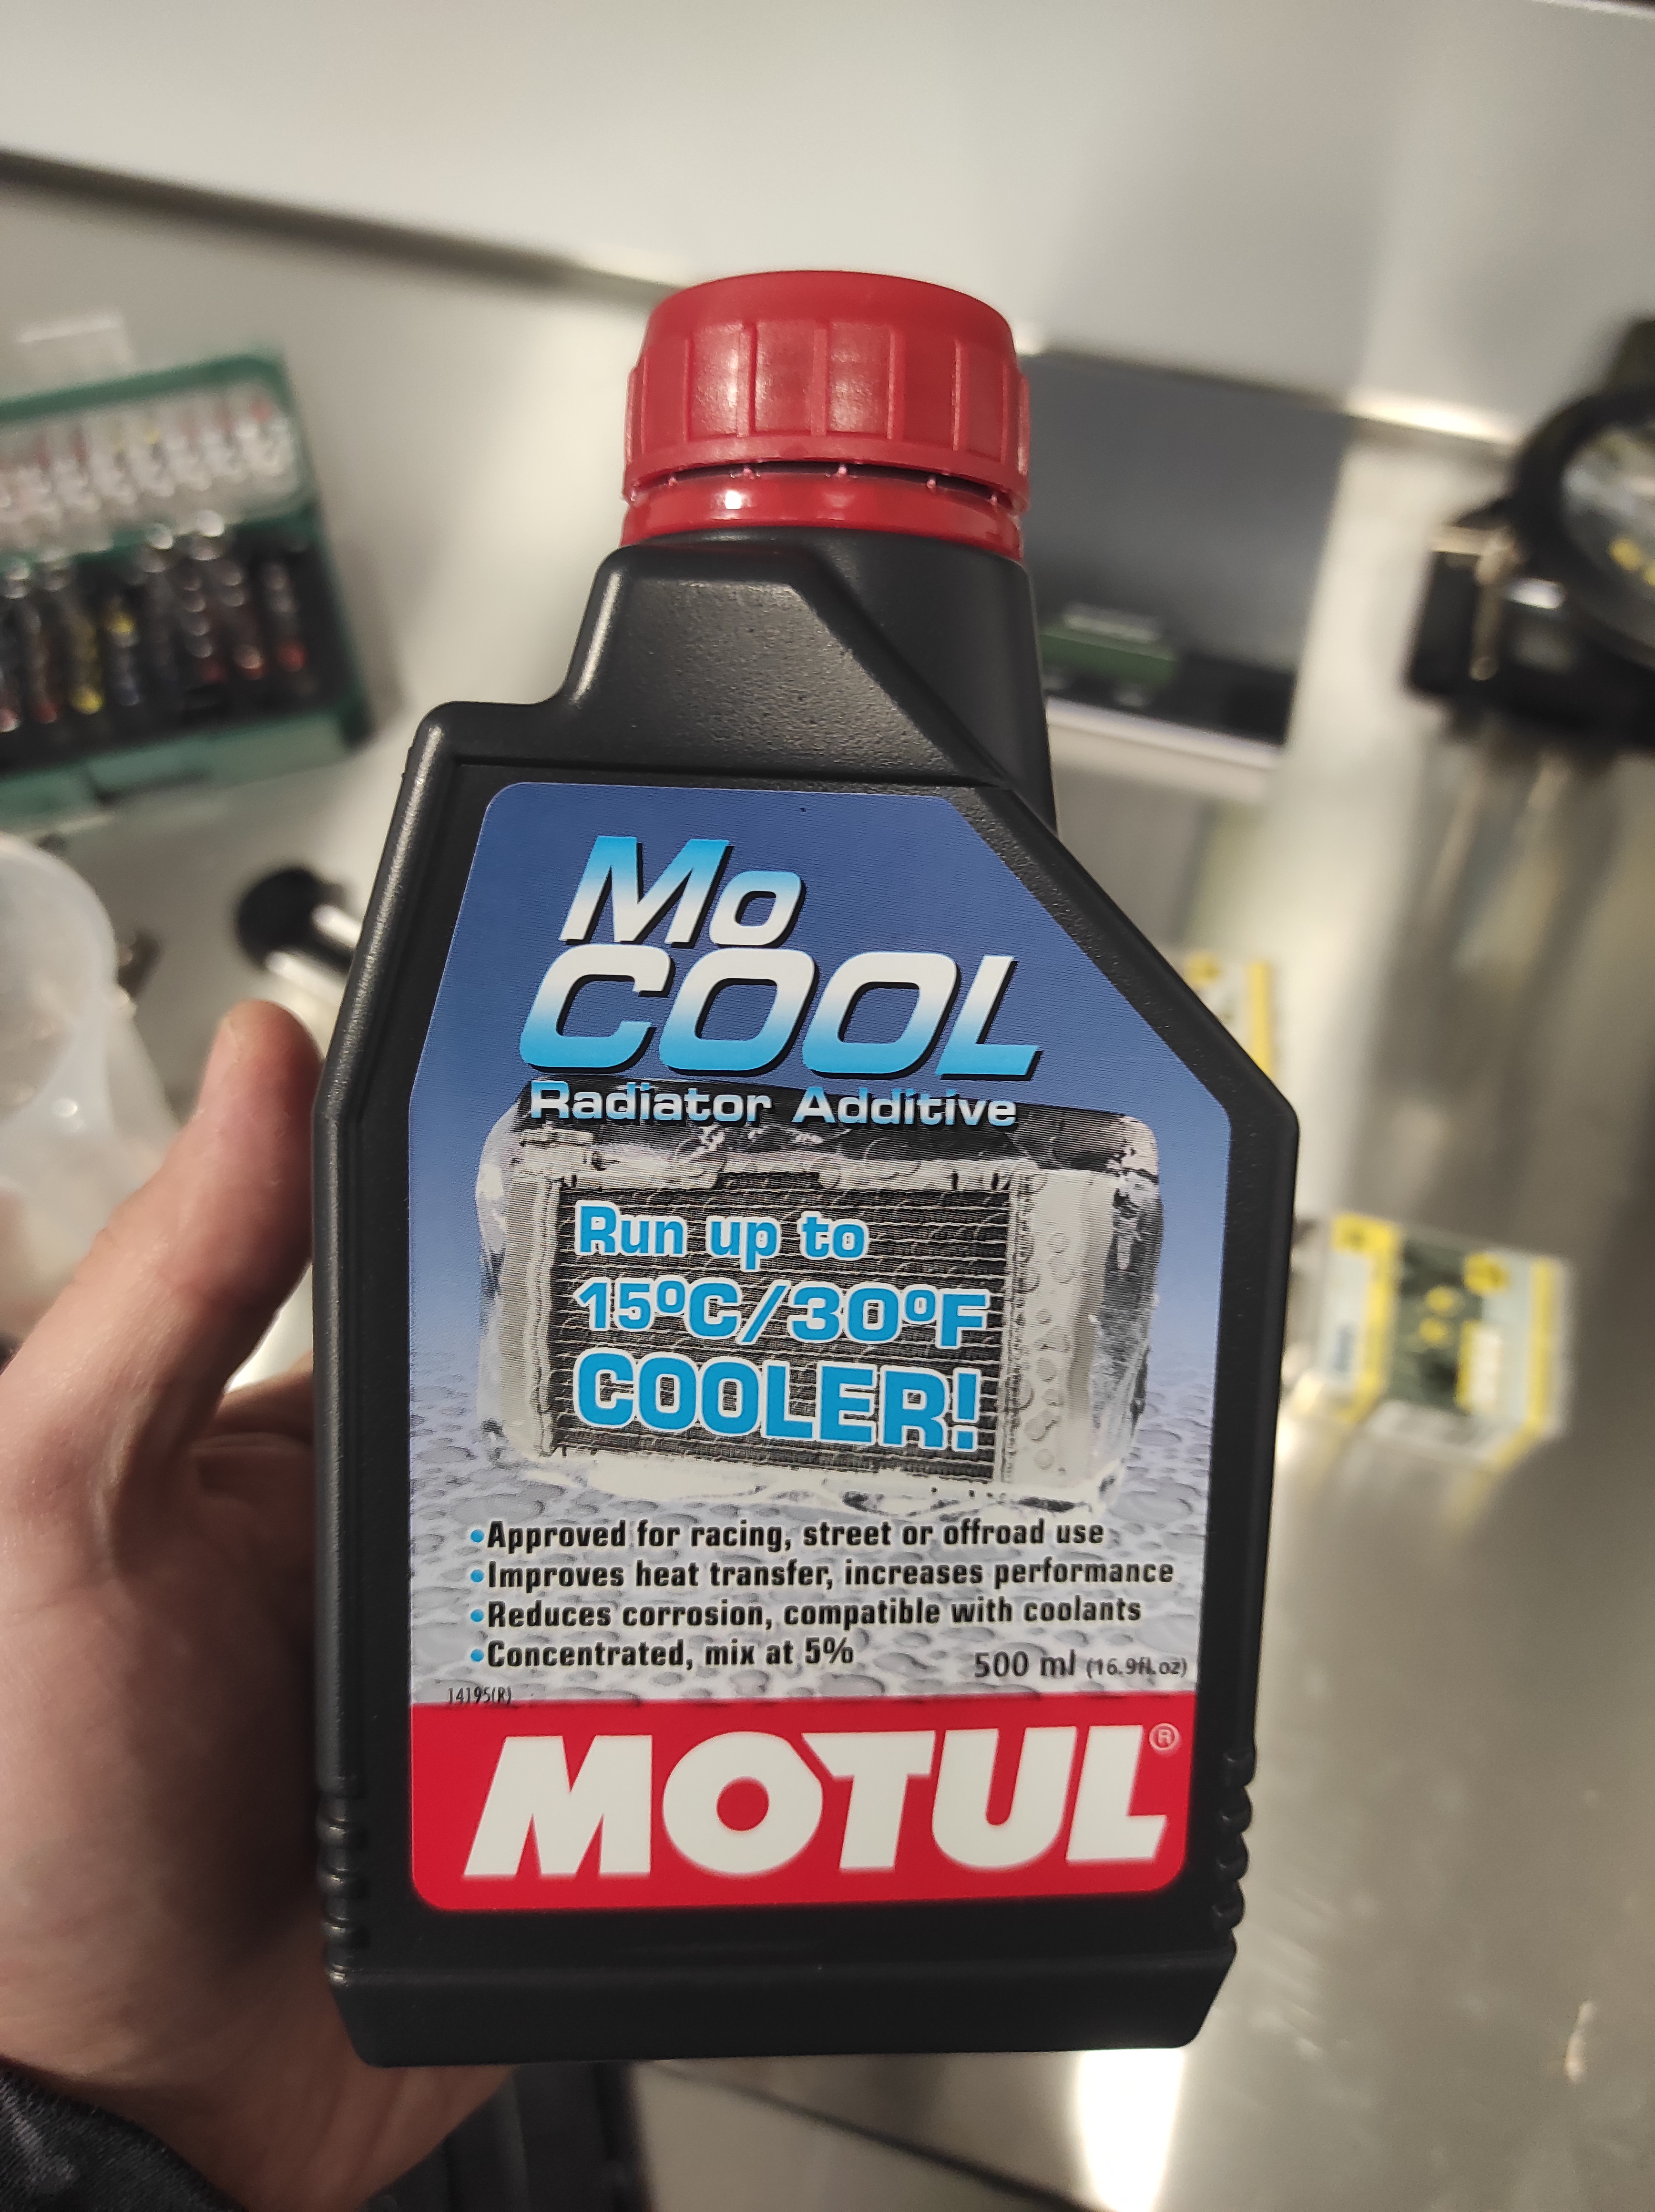 Mo
COOL
Radiator Additive
Run up to
15ºC/30ºF
COOLER!
•Approved for racing, street or offroad use
•Improves heat transfer, increases performance
•Reduces corrosion, compatible with coolants
•Concentrated, mix at 5%
500 ml (16.9fl.oz)
14195(R)
MOTUL®